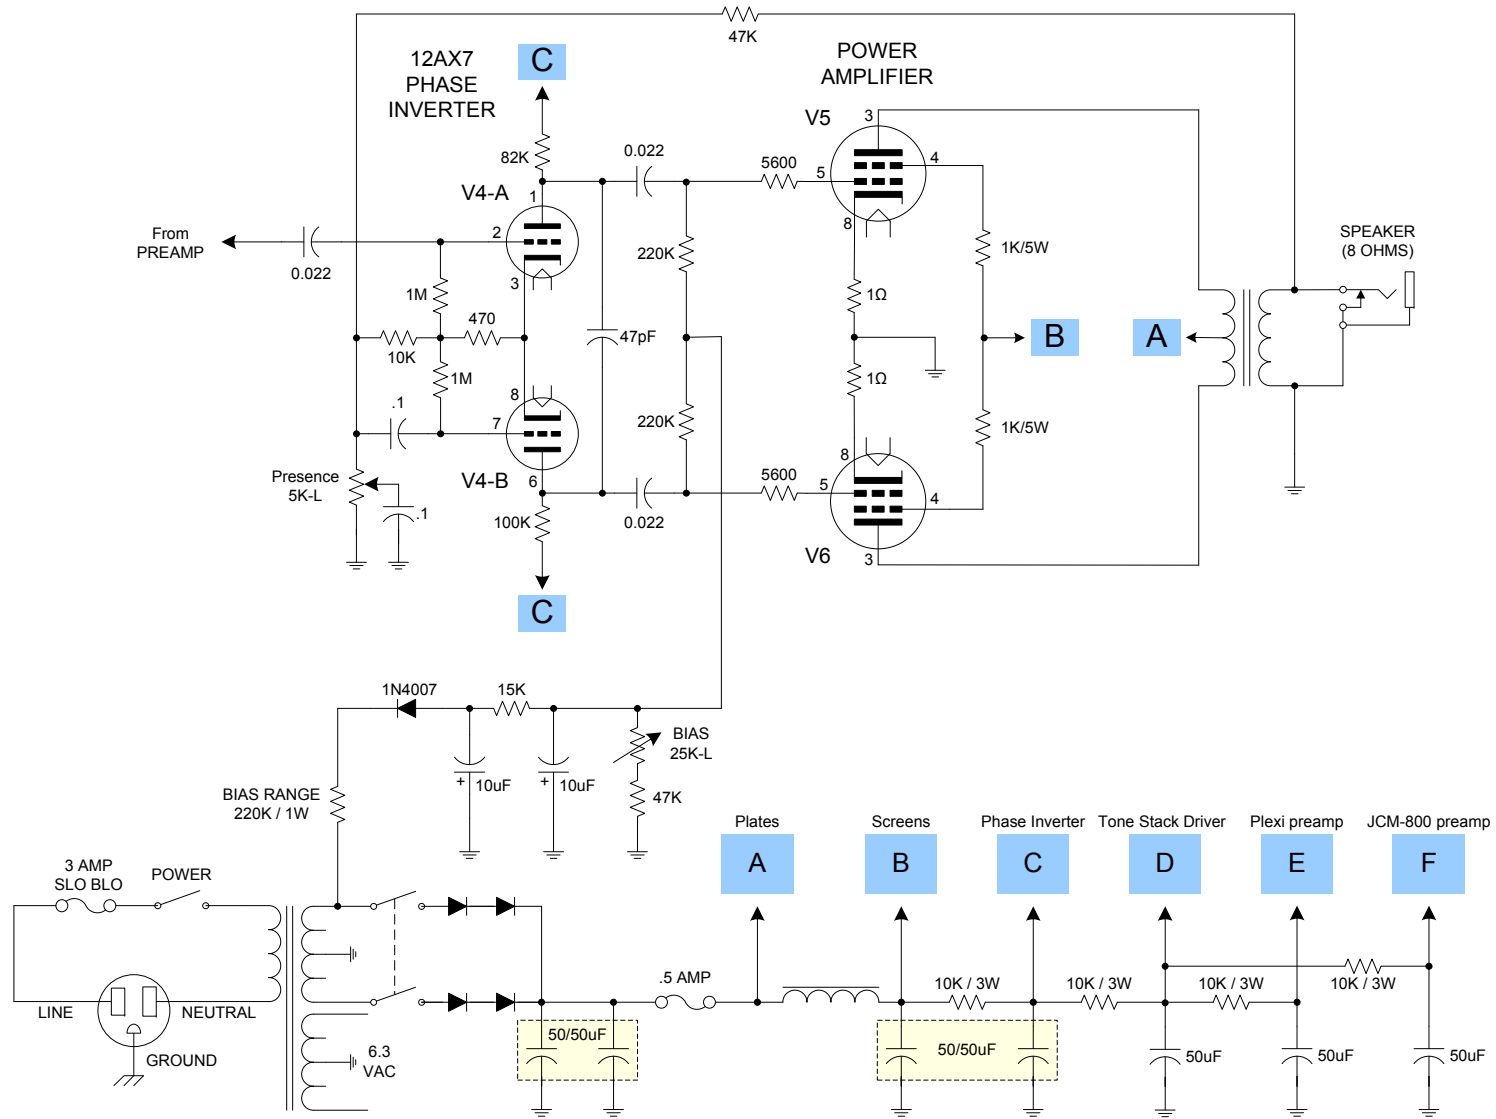 47K
12AX7
PHASE
INVERTER
C
POWER
AMPLIFIER
V5
3
82K
0.022
5600
4
5
V4-A
1
8
From
PREAMP
2
0.022
220K
1K/5W
SPEAKER
(8 OHMS)
3
1M
1Ω
470
47pF
B
A
10K
1M
1Ω
8
.1
7
220K
1K/5W
8
Presence
5K-L
V4-B
6
5600
5
4
.1
100K
0.022
V6
3
C
1N4007
15K
BIAS
25K-L
+
10uF
+
10uF
47K
BIAS RANGE
220K / 1W
Plates
Screens
Phase Inverter
Tone Stack Driver
Plexi preamp
JCM-800 preamp
A
B
C
D
E
F
3 AMP
SLO BLO
POWER
.5 AMP
10K / 3W
10K / 3W
10K / 3W
10K / 3W
LINE
NEUTRAL
GROUND
6.3
VAC
50/50uF
50/50uF
50uF
50uF
50uF